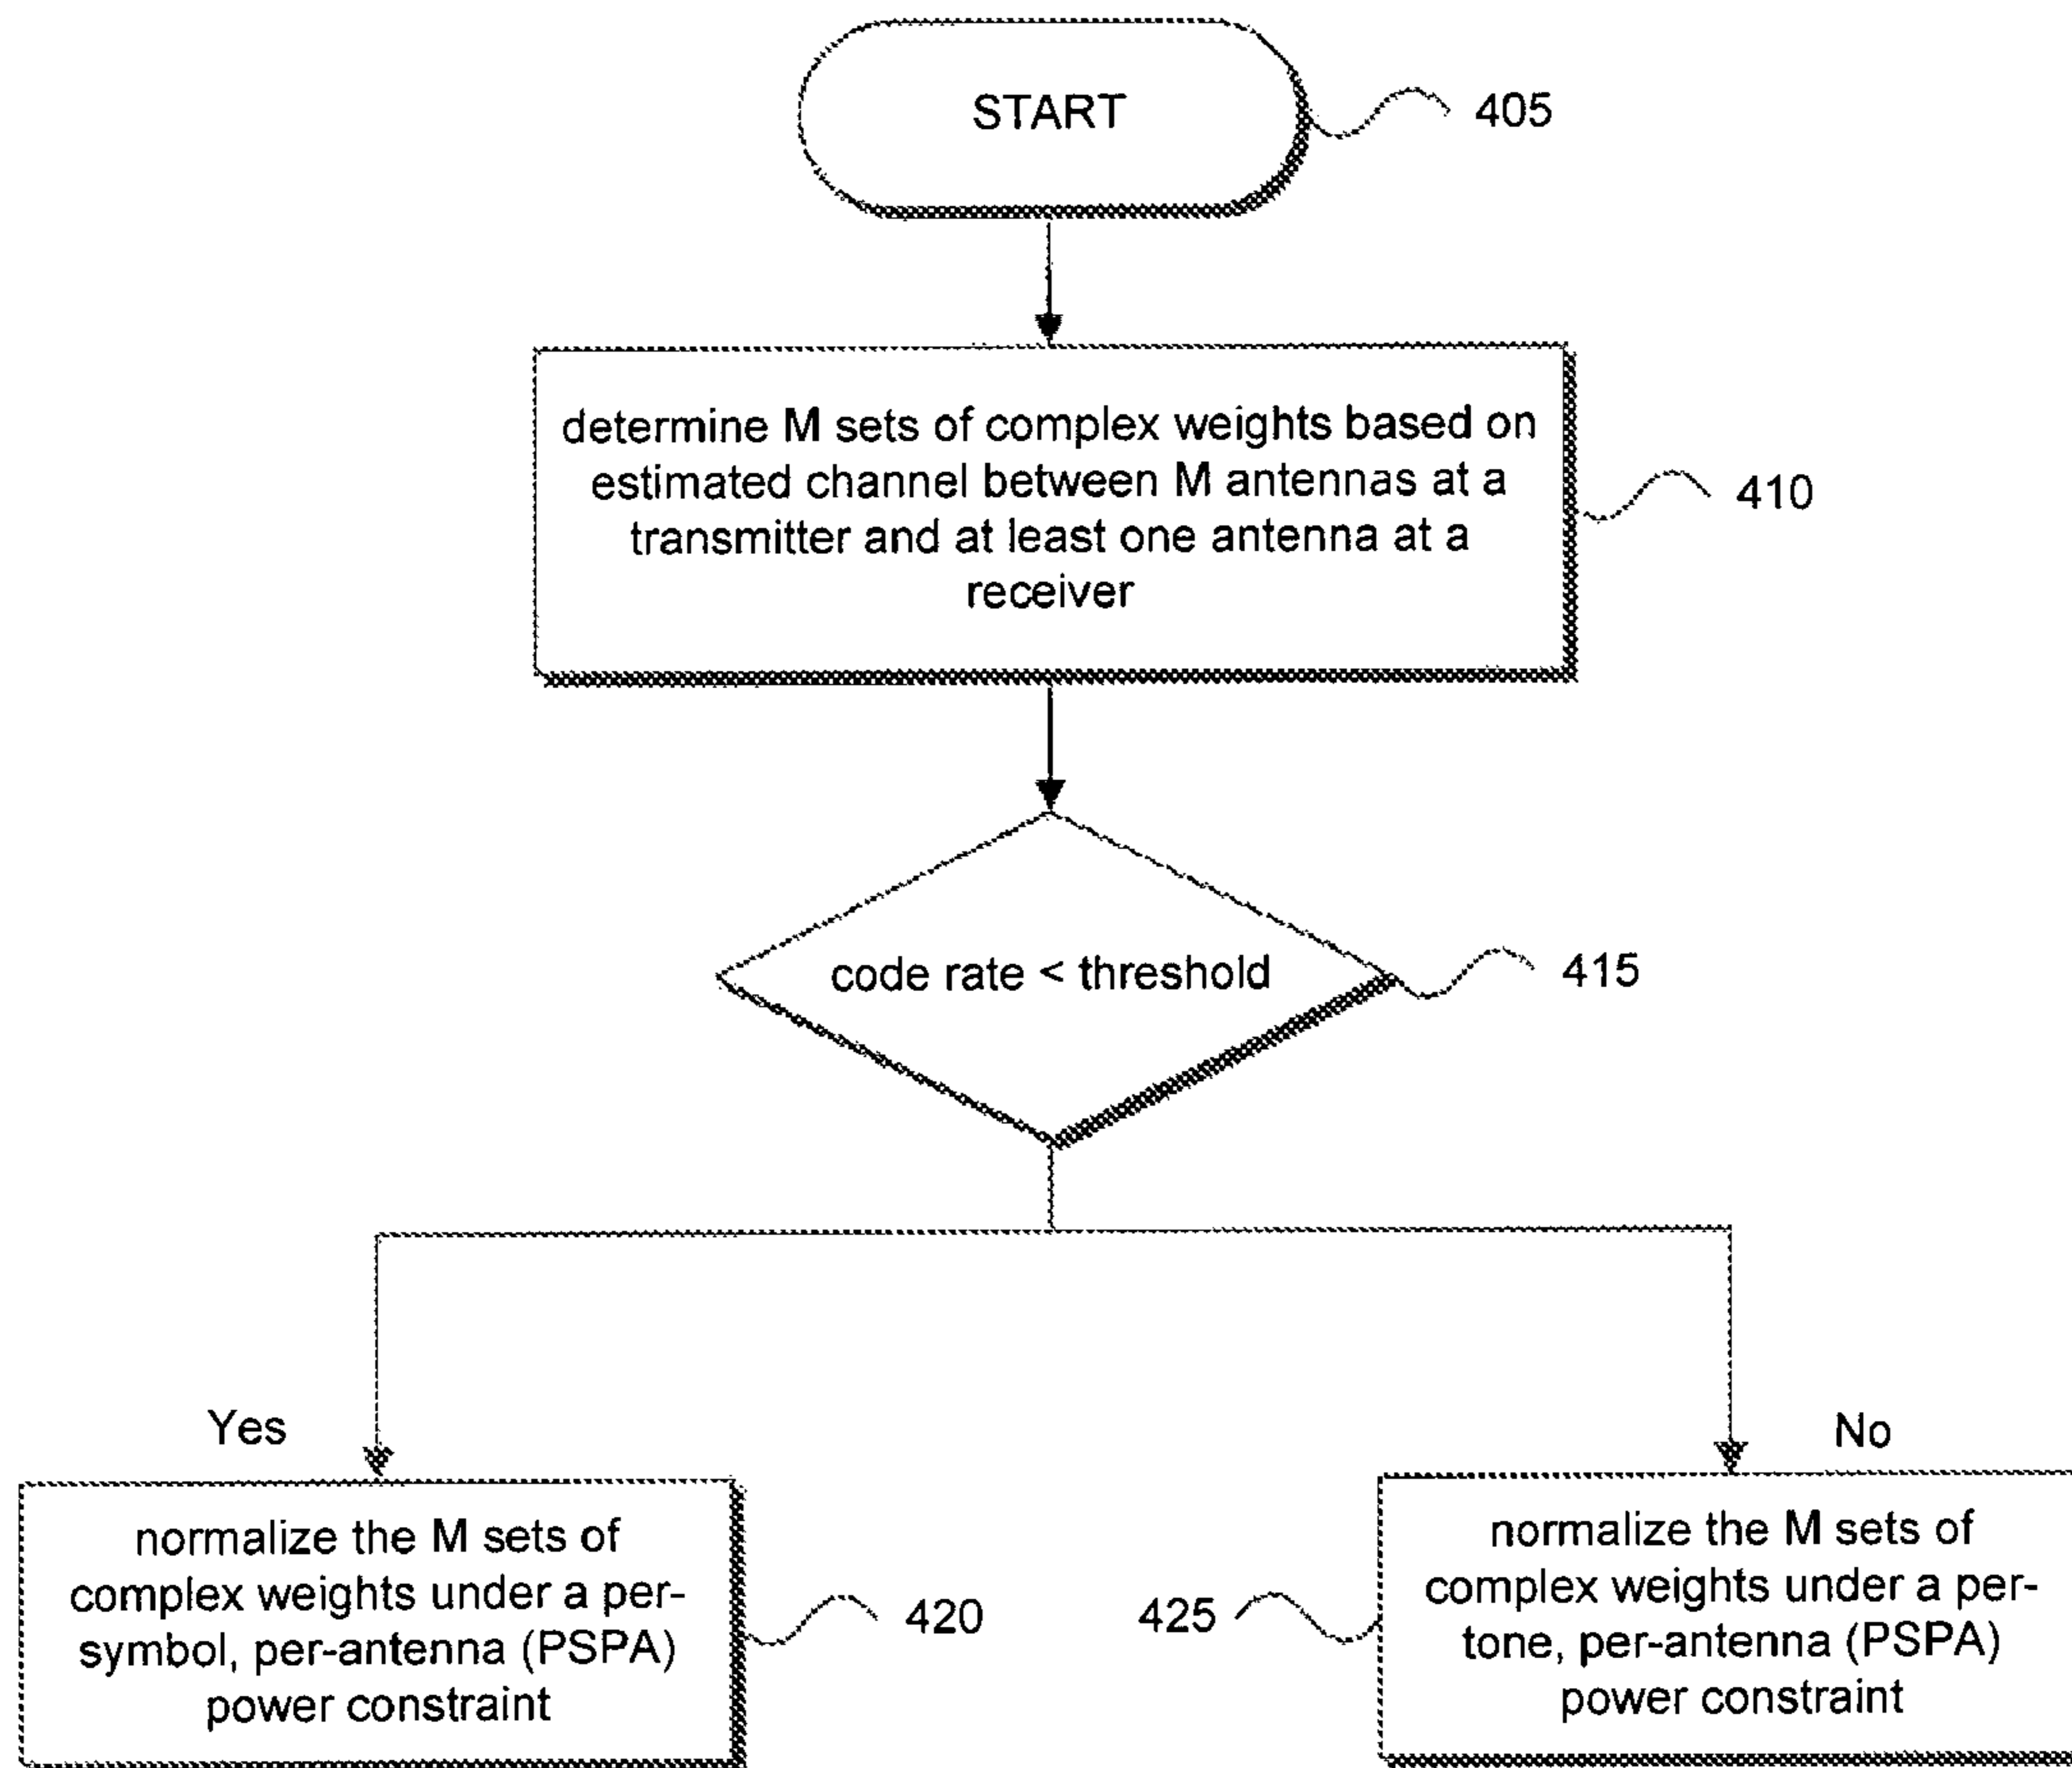 START
405
determine M sets of complex weights based on
estimated channel between M antennas at a
transmitter and at least one antenna at a
receiver
410
code rate < threshold
415
Yes
No
normalize the M sets of
complex weights under a per-
symbol, per-antenna (PSPA)
power constraint
420
425
normalize the M sets of
complex weights under a per-
tone, per-antenna (PSPA)
power constraint